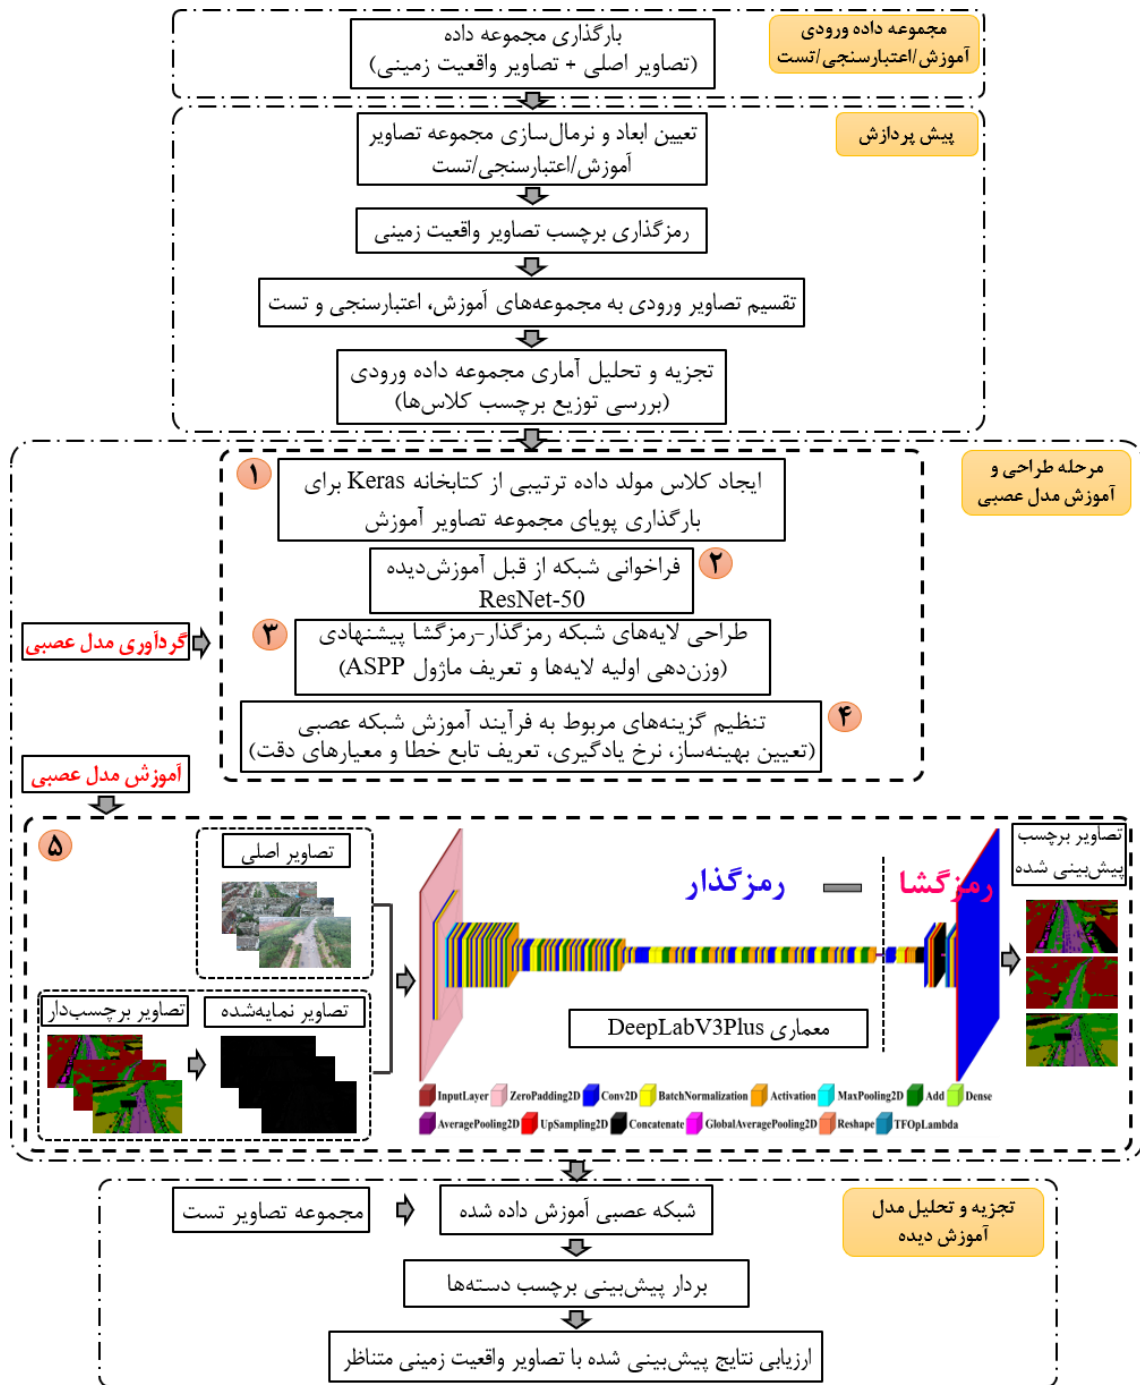 مجموعه داده ورودی
آموزش/اعتبارسنجی/تست
بارگذاری مجموعه داده
(تصاویر اصلی + تصاویر واقعیت زمینی)
پیش پردازش
تعیین ابعاد و نرمال‌سازی مجموعه تصاویر
آموزش/اعتبارسنجی/تست
رمزگذاری برچسب تصاویر واقعیت زمینی
تقسیم تصاویر ورودی به مجموعه‌های آموزش، اعتبارسنجی و تست
تجزیه و تحلیل آماری مجموعه داده ورودی
(بررسی توزیع برچسب کلاس‌ها)
مرحله طراحی و
آموزش مدل عصبی
۱
ایجاد کلاس مولد داده ترتیبی از کتابخانه Keras برای
بارگذاری پویای مجموعه تصاویر آموزش
۲
فراخوانی شبکه از قبل آموزش‌دیده
ResNet-50
گردآوری مدل عصبی
۳
طراحی لایه‌های شبکه رمزگذار-رمزگشا پیشنهادی
(وزن‌دهی اولیه لایه‌ها و تعریف ماژول ASPP)
۴
تنظیم گزینه‌های مربوط به فرآیند آموزش شبکه عصبی
(تعیین بهینه‌ساز، نرخ یادگیری، تعریف تابع خطا و معیارهای دقت)
آموزش مدل عصبی
۵
تصاویر اصلی
تصاویر برچسب‌دار
تصاویر نمایه‌شده
رمزگذار
رمزگشا
معماری DeepLabV3Plus
تصاویر برچسب
پیش‌بینی شده
InputLayer ZeroPadding2D Conv2D BatchNormalization Activation MaxPooling2D Add Dense
AveragePooling2D UpSampling2D Concatenate GlobalAveragePooling2D Reshape TFOpLambda
تجزیه و تحلیل مدل
آموزش دیده
مجموعه تصاویر تست
شبکه عصبی آموزش داده شده
بردار پیش‌بینی برچسب دسته‌ها
ارزیابی نتایج پیش‌بینی شده با تصاویر واقعیت زمینی متناظر